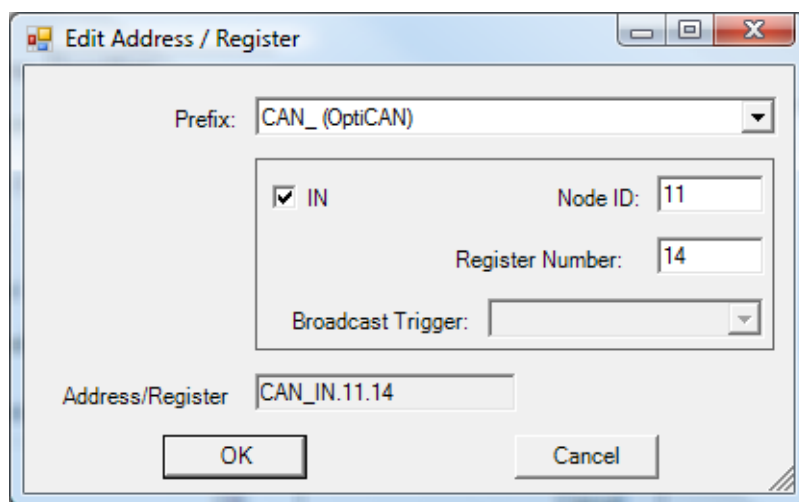 Edit Address / Register
Prefix: CAN_ (OptiCAN)
IN Node ID: 11
Register Number: 14
Broadcast Trigger:
Address/Register CAN_IN.11.14
OK Cancel